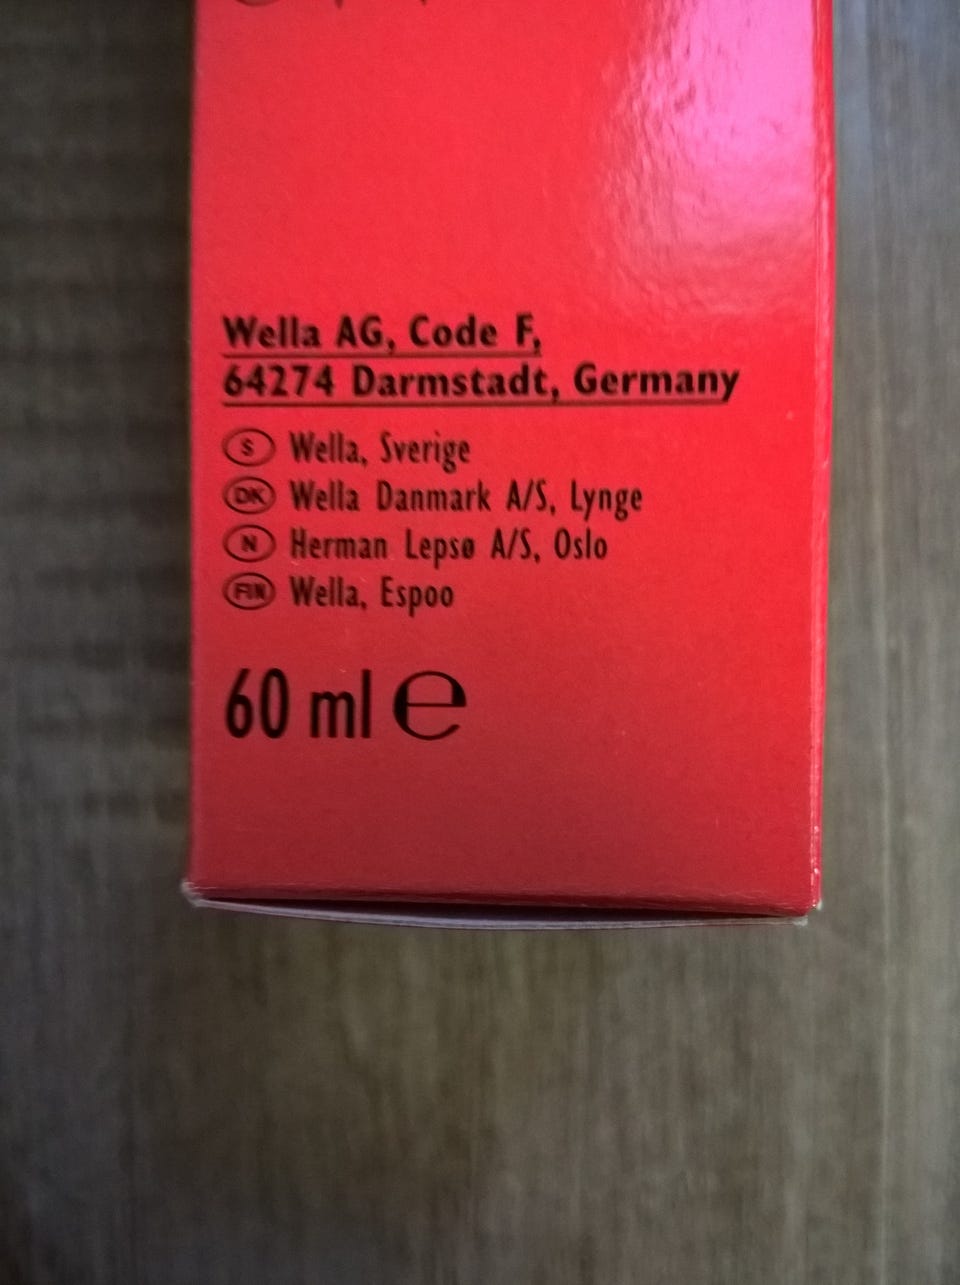 Wella AG, Code F,
64274 Darmstadt, Germany
S Wella, Sverige
DK Wella Danmark A/S, Lynge
N Herman Lepsø A/S, Oslo
FIN Wella, Espoo
60 ml ℮